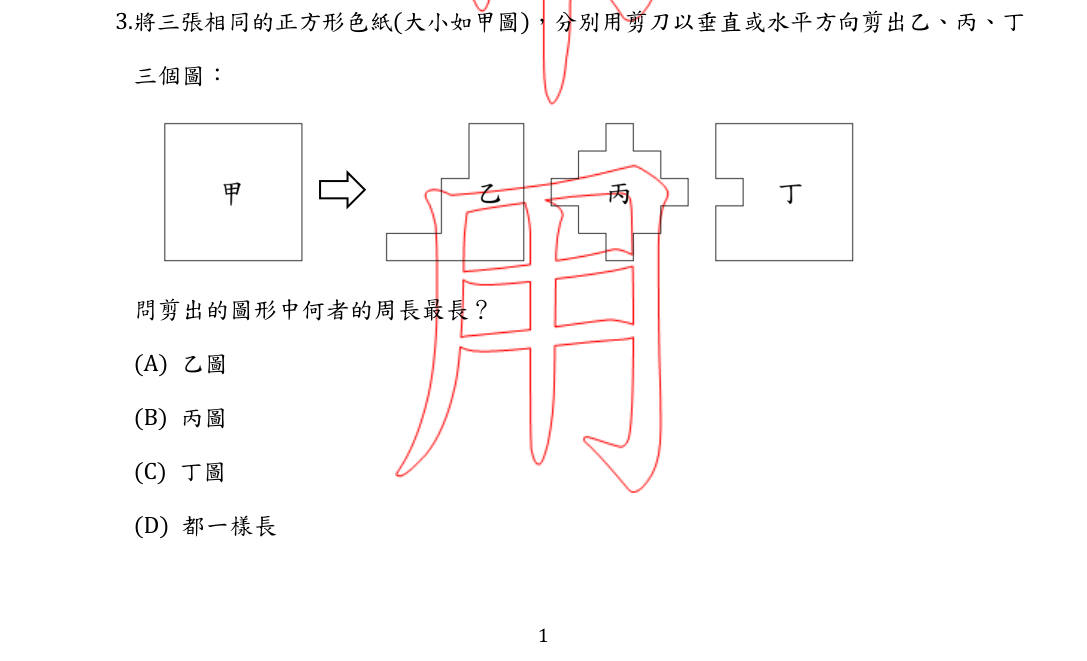 3.將三張相同的正方形色紙(大小如甲圖)，分別用剪刀以垂直或水平方向剪出乙、丙、丁
三個圖：
甲 乙 丙 丁
問剪出的圖形中何者的周長最長？
(A) 乙圖
(B) 丙圖
(C) 丁圖
(D) 都一樣長
用
1